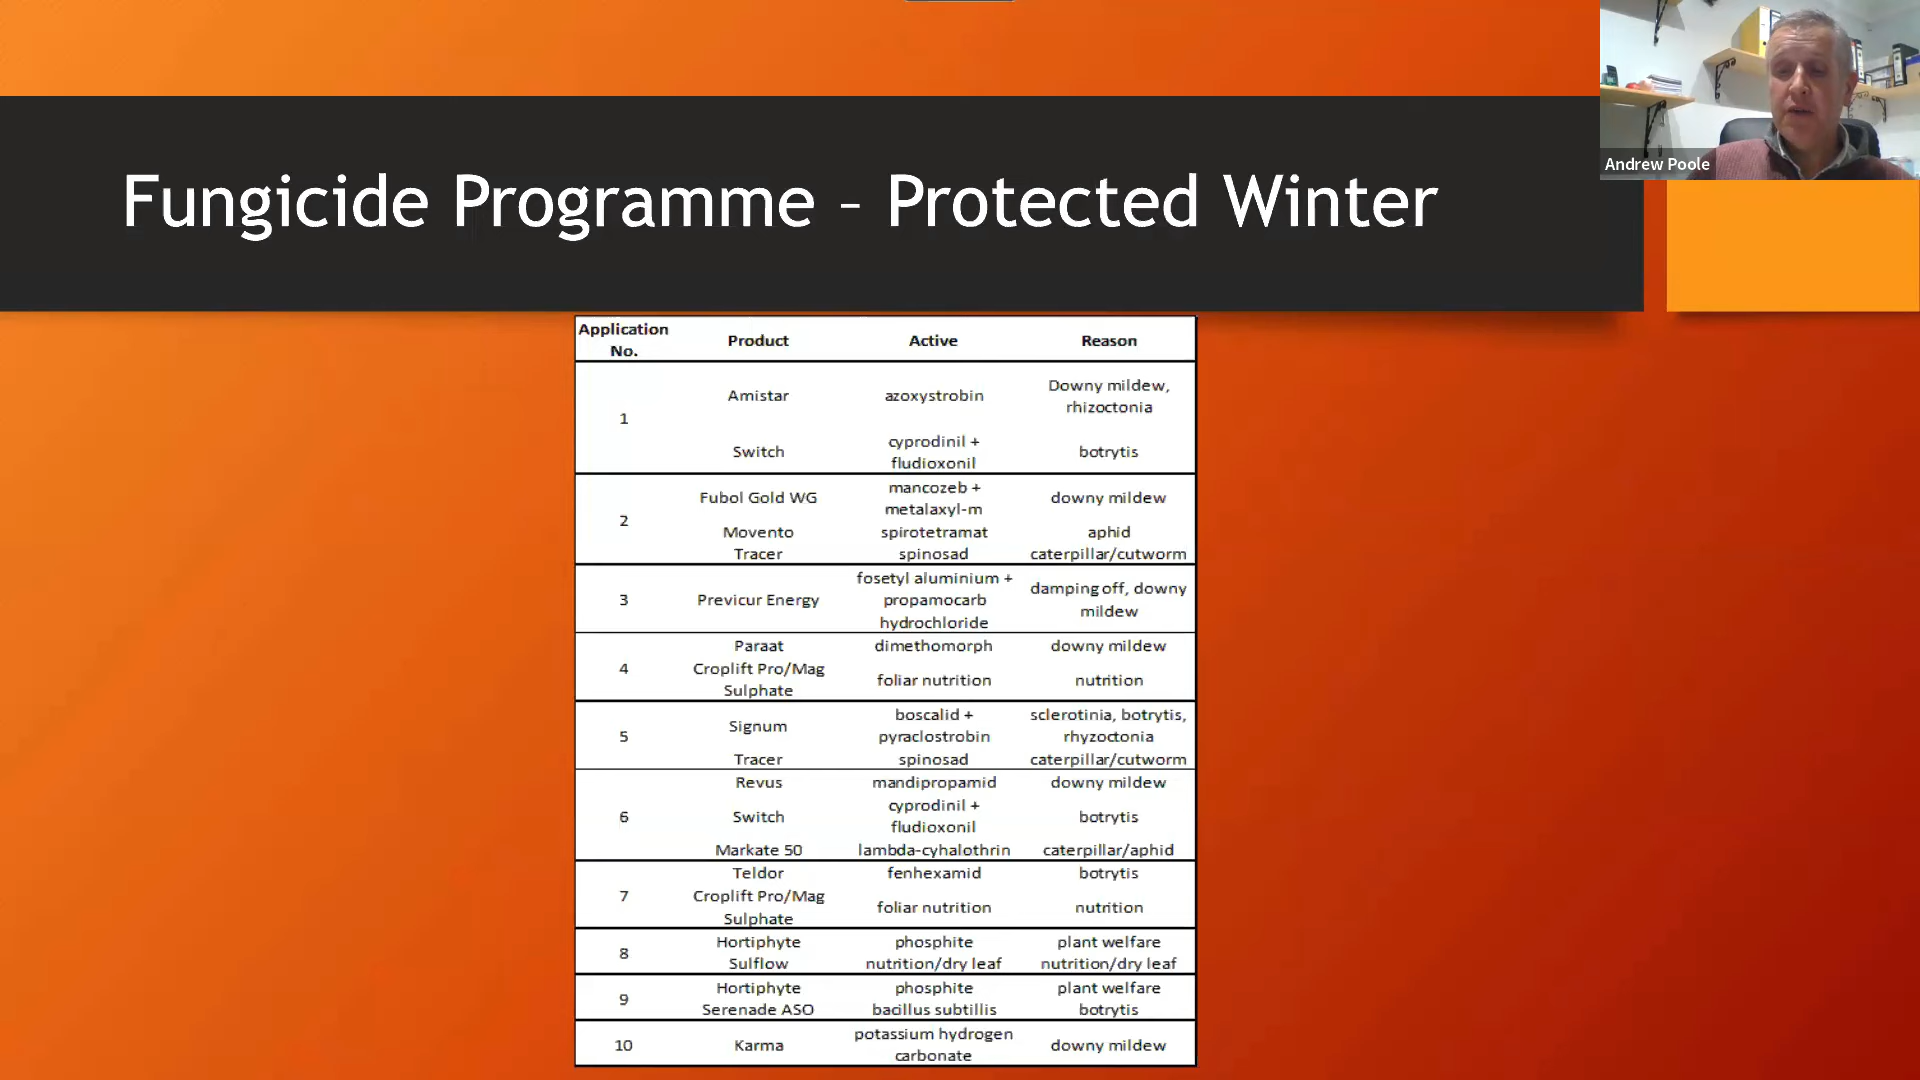 Andrew Poole
Fungicide Programme – Protected Winter
Application No. Product Active Reason
1 Amistar azoxystrobin Downy mildew, rhizoctonia
Switch cyprodinil + fludioxonil botrytis
2 Fubol Gold WG mancozeb + metalaxyl-m downy mildew
Movento spirotetramat aphid
Tracer spinosad caterpillar/cutworm
3 Previcur Energy fosetyl aluminium + propamocarb hydrochloride damping off, downy mildew
4 Paraat dimethomorph downy mildew
Croplift Pro/Mag Sulphate foliar nutrition nutrition
5 Signum boscalid + pyraclostrobin sclerotinia, botrytis, rhyzoctonia
Tracer spinosad caterpillar/cutworm
6 Revus mandipropamid downy mildew
Switch cyprodinil + fludioxonil botrytis
Markate 50 lambda-cyhalothrin caterpillar/aphid
7 Teldor fenhexamid botrytis
Croplift Pro/Mag Sulphate foliar nutrition nutrition
8 Hortiphyte phosphite plant welfare
Sulflow nutrition/dry leaf nutrition/dry leaf
9 Hortiphyte phosphite plant welfare
Serenade ASO bacillus subtillis botrytis
10 Karma potassium hydrogen carbonate downy mildew